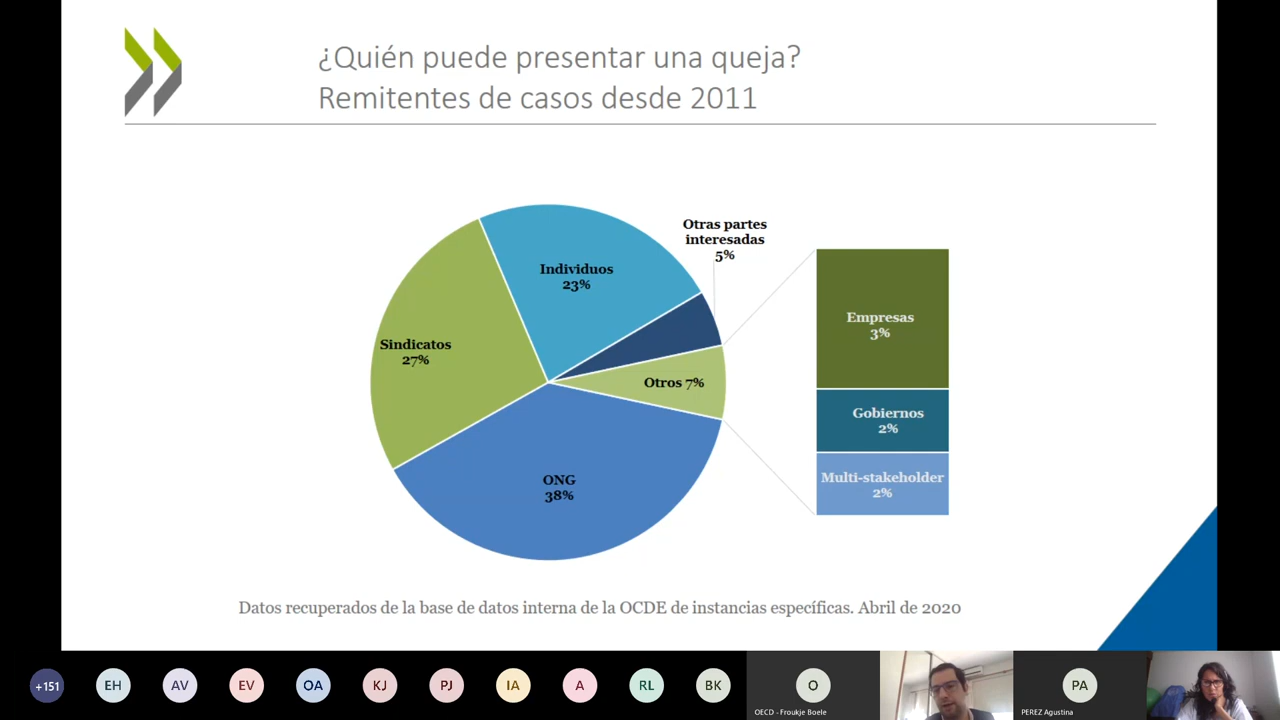 ¿Quién puede presentar una queja?
Remitentes de casos desde 2011
Otras partes
interesadas
5%
Individuos
23%
Sindicatos
27%
Otros 7%
ONG
38%
Empresas
3%
Gobiernos
2%
Multi-stakeholder
2%
Datos recuperados de la base de datos interna de la OCDE de instancias específicas. Abril de 2020
+151
EH
AV
EV
OA
KJ
PJ
IA
A
RL
BK
O
OECD - Froukje Boele
PA
PEREZ Agustina